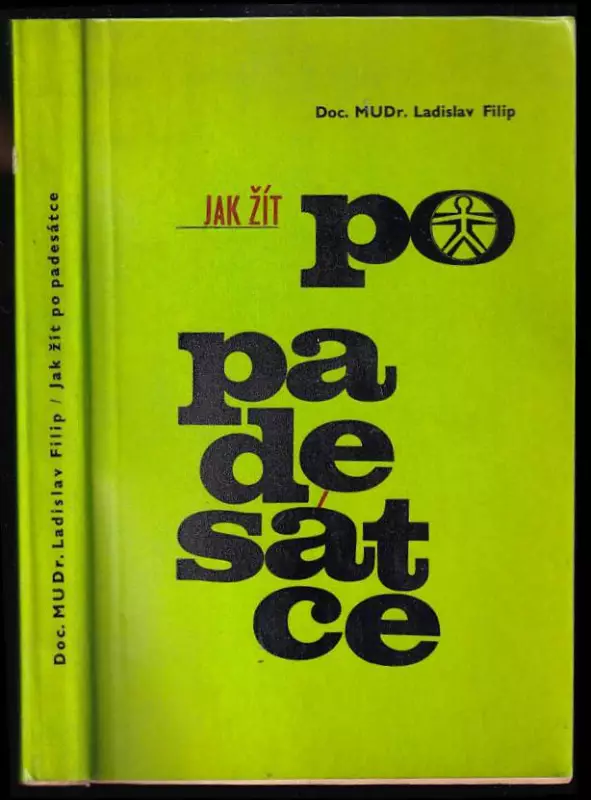 Doc. MUDr. Ladislav Filip
JAK ŽÍT po
pa
de
sát
ce
Doc. MUDr. Ladislav Filip / Jak žít po padesátce